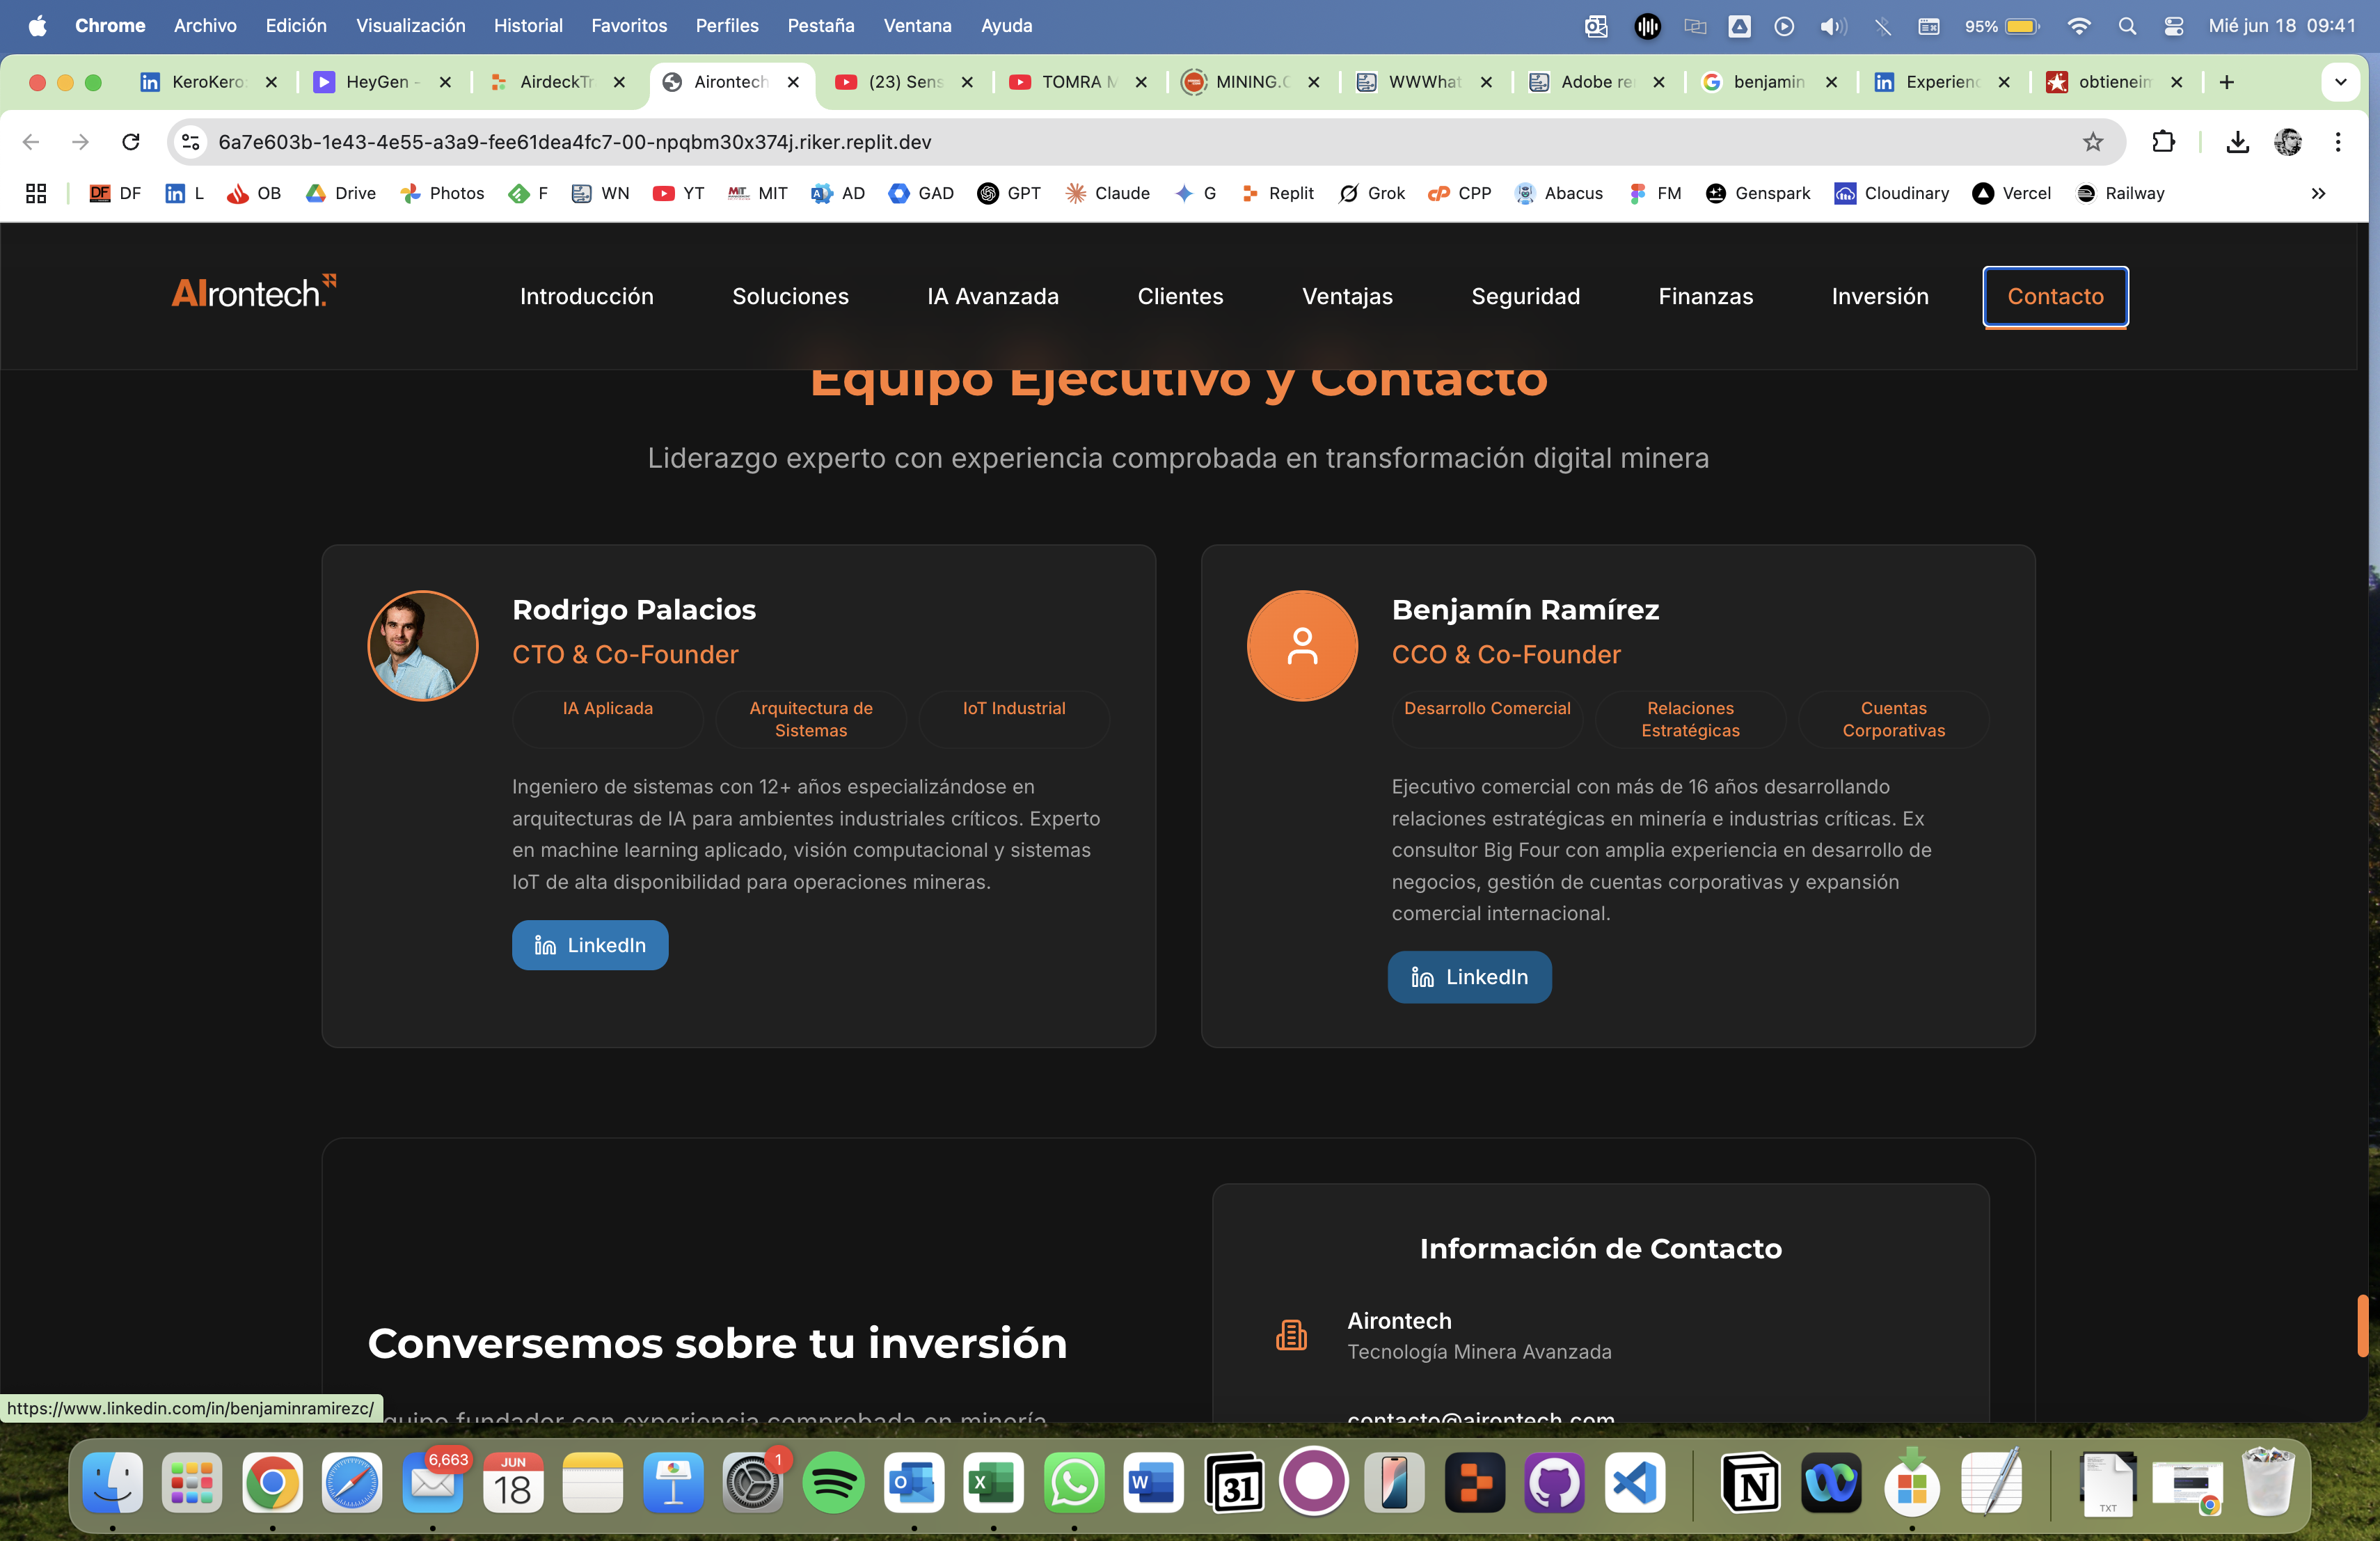 Chrome Archivo Edición Visualización Historial Favoritos Perfiles Pestaña Ventana Ayuda 95% Mié jun 18 09:41
KeroKero HeyGen - AirdeckTr Airontech (23) Sens TOMRA M MINING.C WWWhat Adobe re benjamin Experienc obtieneim
6a7e603b-1e43-4e55-a3a9-fee61dea4fc7-00-npqbm30x374j.riker.replit.dev
DF DF L OB Drive Photos F WN YT MIT MIT AD GAD GPT Claude G Replit Grok CPP Abacus FM Genspark Cloudinary Vercel Railway
AIrontech. Introducción Soluciones IA Avanzada Clientes Ventajas Seguridad Finanzas Inversión Contacto
Equipo Ejecutivo y Contacto
Liderazgo experto con experiencia comprobada en transformación digital minera
Rodrigo Palacios
CTO & Co-Founder
IA Aplicada
Arquitectura de
Sistemas
IoT Industrial
Ingeniero de sistemas con 12+ años especializándose en
arquitecturas de IA para ambientes industriales críticos. Experto
en machine learning aplicado, visión computacional y sistemas
IoT de alta disponibilidad para operaciones mineras.
LinkedIn
Benjamín Ramírez
CCO & Co-Founder
Desarrollo Comercial
Relaciones
Estratégicas
Cuentas
Corporativas
Ejecutivo comercial con más de 16 años desarrollando
relaciones estratégicas en minería e industrias críticas. Ex
consultor Big Four con amplia experiencia en desarrollo de
negocios, gestión de cuentas corporativas y expansión
comercial internacional.
LinkedIn
Conversemos sobre tu inversión
quipo fundador con experiencia comprobada en minería
Información de Contacto
Airontech
Tecnología Minera Avanzada
contacto@airontech.com
https://www.linkedin.com/in/benjaminramirezc/
6,663
JUN
18
1
31
TXT